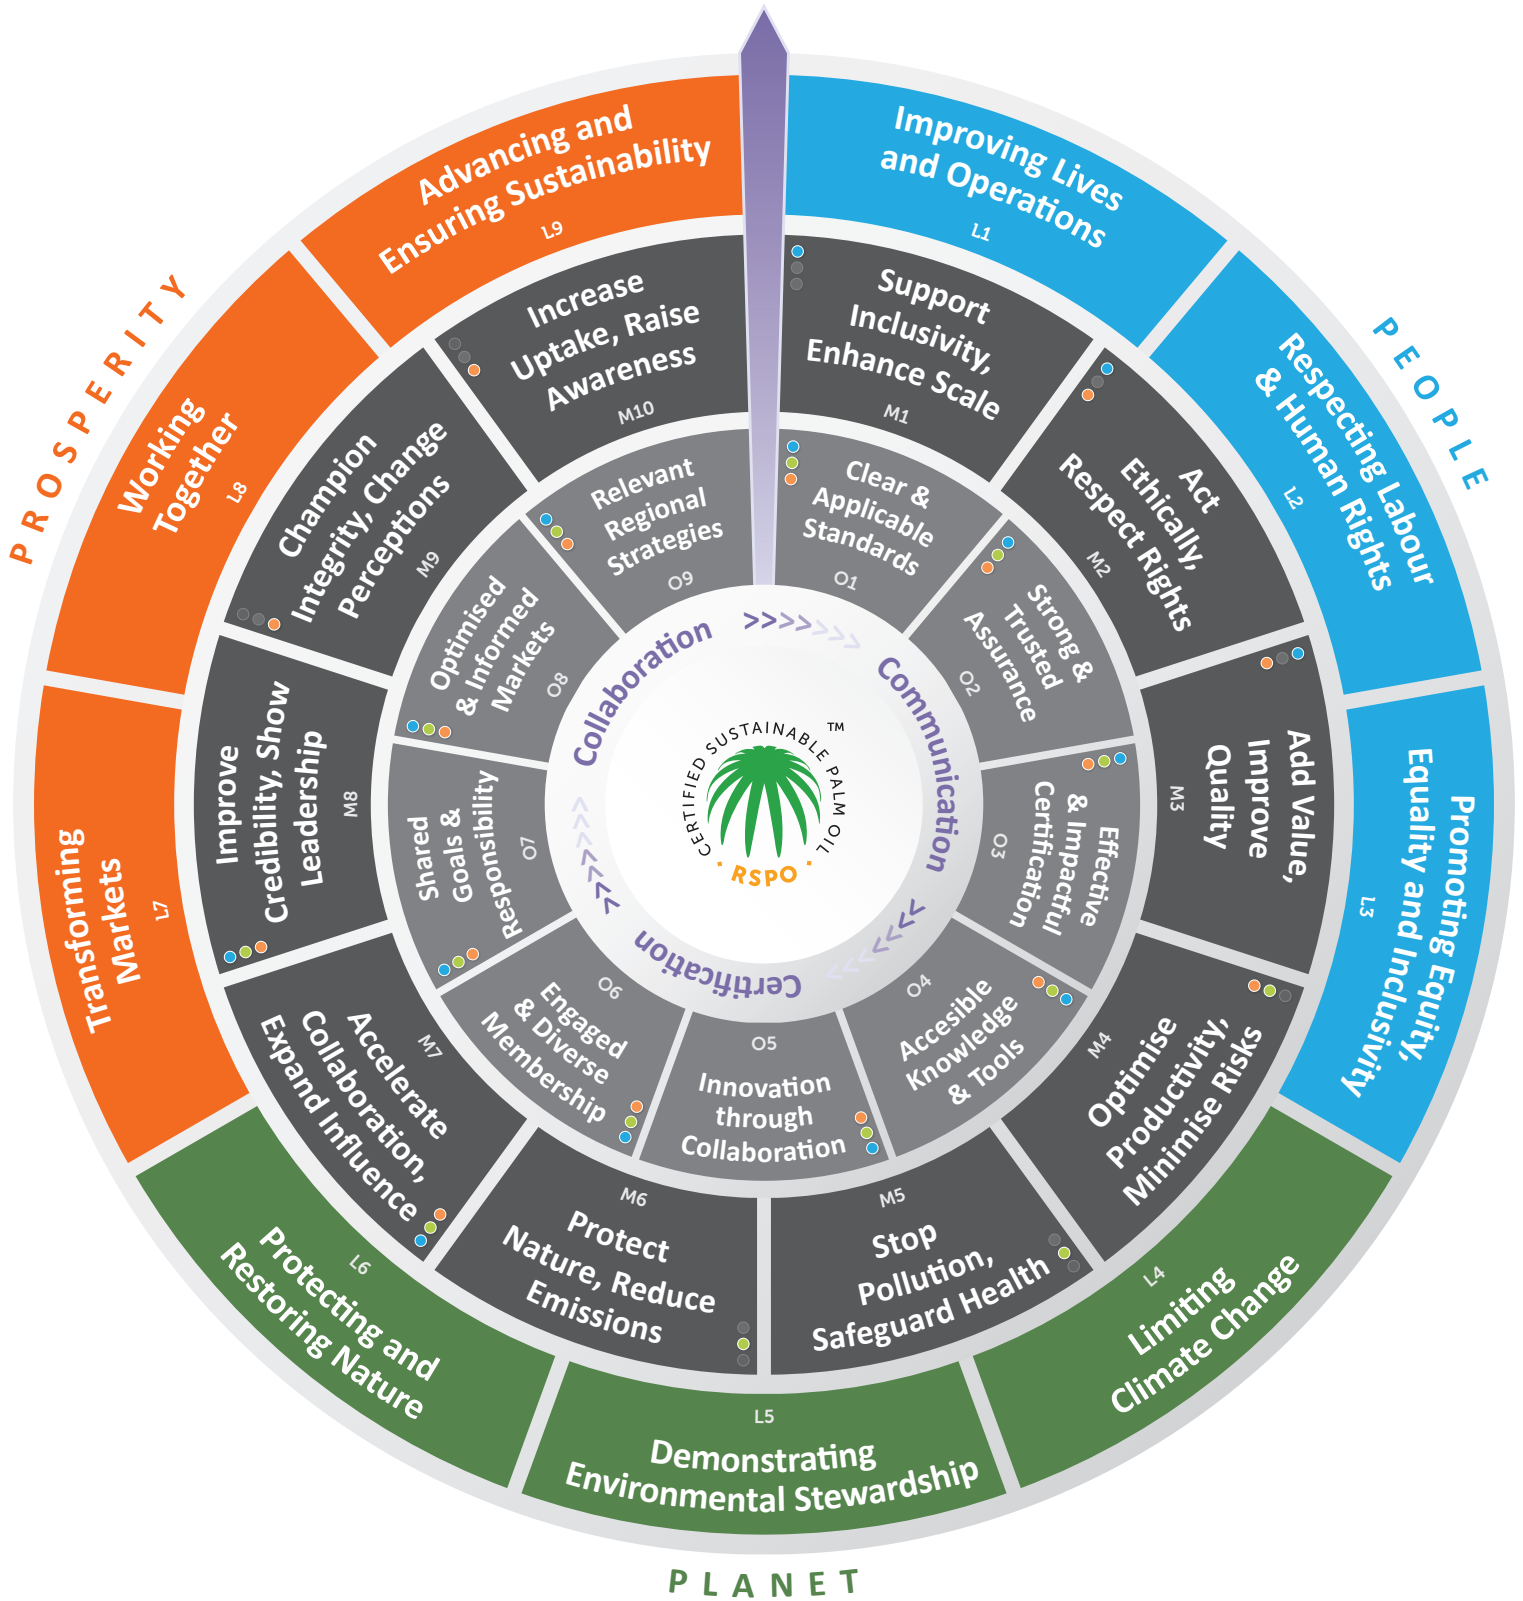 PEOPLE
PLANET
PROSPERITY
Improving Lives
and Operations
L1
Respecting Labour
& Human Rights
L2
Promoting Equity,
Equality and Inclusivity
L3
Limiting
Climate Change
L4
L5
Demonstrating
Environmental Stewardship
Protecting and
Restoring Nature
L6
Transforming
Markets
L7
Working
Together
L8
Advancing and
Ensuring Sustainability
L9
Support
Inclusivity,
Enhance Scale
M1
Act
Ethically,
Respect Rights
M2
Add Value,
Improve
Quality
M3
M4
Optimise
Productivity,
Minimise Risks
M5
Stop
Pollution,
Safeguard Health
M6
Protect
Nature, Reduce
Emissions
M7
Accelerate
Collaboration,
Expand Influence
Improve
Credibility, Show
Leadership
M8
Champion
Integrity, Change
Perceptions
M9
Increase
Uptake, Raise
Awareness
M10
Clear &
Applicable
Standards
O1
Strong &
Trusted
Assurance
O2
Effective
& Impactful
Certification
O3
O4
Accesible
Knowledge
& Tools
O5
Innovation
through
Collaboration
O6
Engaged
& Diverse
Membership
Shared
Goals &
Responsibility
O7
Optimised
& Informed
Markets
O8
Relevant
Regional
Strategies
O9
Collaboration >>>>>>>
Communication >>>>>>>
Certification >>>>>>>
CERTIFIED SUSTAINABLE PALM OIL ™
· RSPO ·